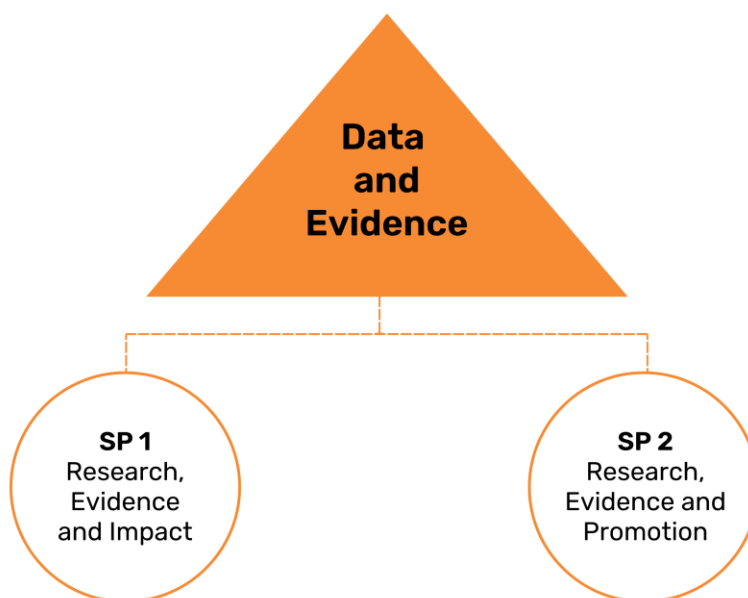 Data
and
Evidence
SP 1
Research,
Evidence
and Impact
SP 2
Research,
Evidence and
Promotion